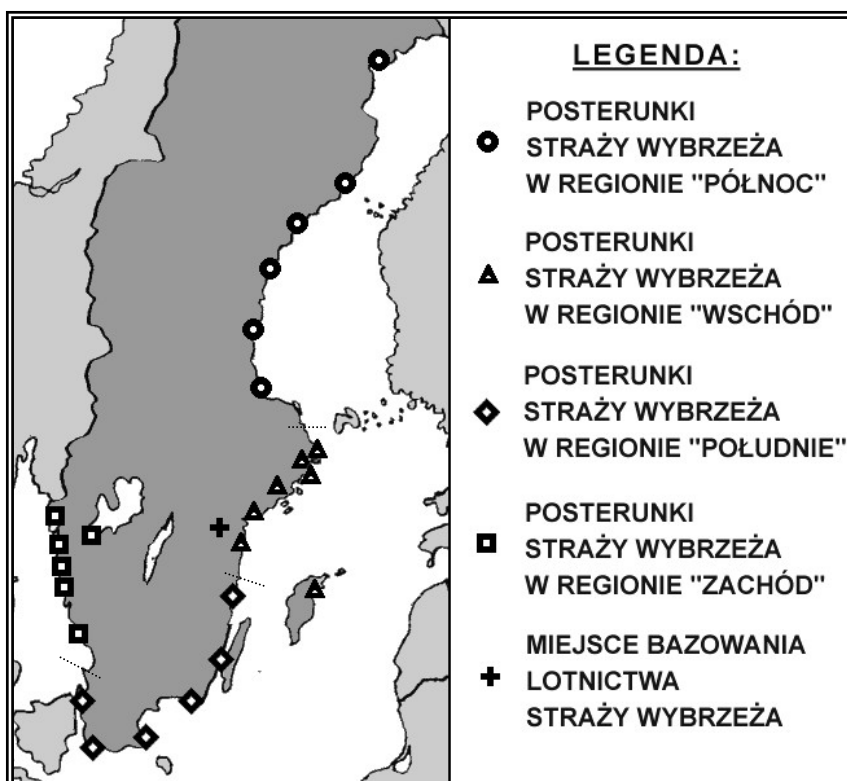 LEGENDA:
POSTERUNKI
STRAŻY WYBRZEŻA
W REGIONIE "PÓŁNOC"
POSTERUNKI
STRAŻY WYBRZEŻA
W REGIONIE "WSCHÓD"
POSTERUNKI
STRAŻY WYBRZEŻA
W REGIONIE "POŁUDNIE"
POSTERUNKI
STRAŻY WYBRZEŻA
W REGIONIE "ZACHÓD"
MIEJSCE BAZOWANIA
LOTNICTWA
STRAŻY WYBRZEŻA